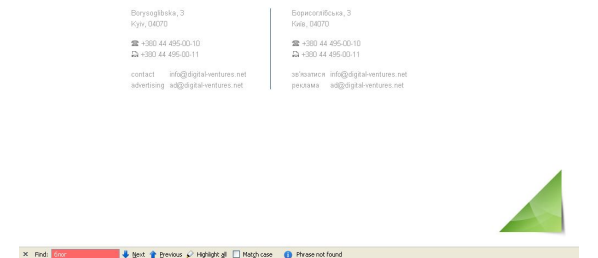 Borysoglibska, 3
Kyiv, 04070
☎ +380 44 495-00-10
+380 44 495-00-11
contact info@digital-ventures.net
advertising ad@digital-ventures.net
Борисоглібська, 3
Київ, 04070
☎ +380 44 495-00-10
+380 44 495-00-11
зв'язатися info@digital-ventures.net
реклама ad@digital-ventures.net
× Find: блог Next Previous Highlight all Match case Phrase not found